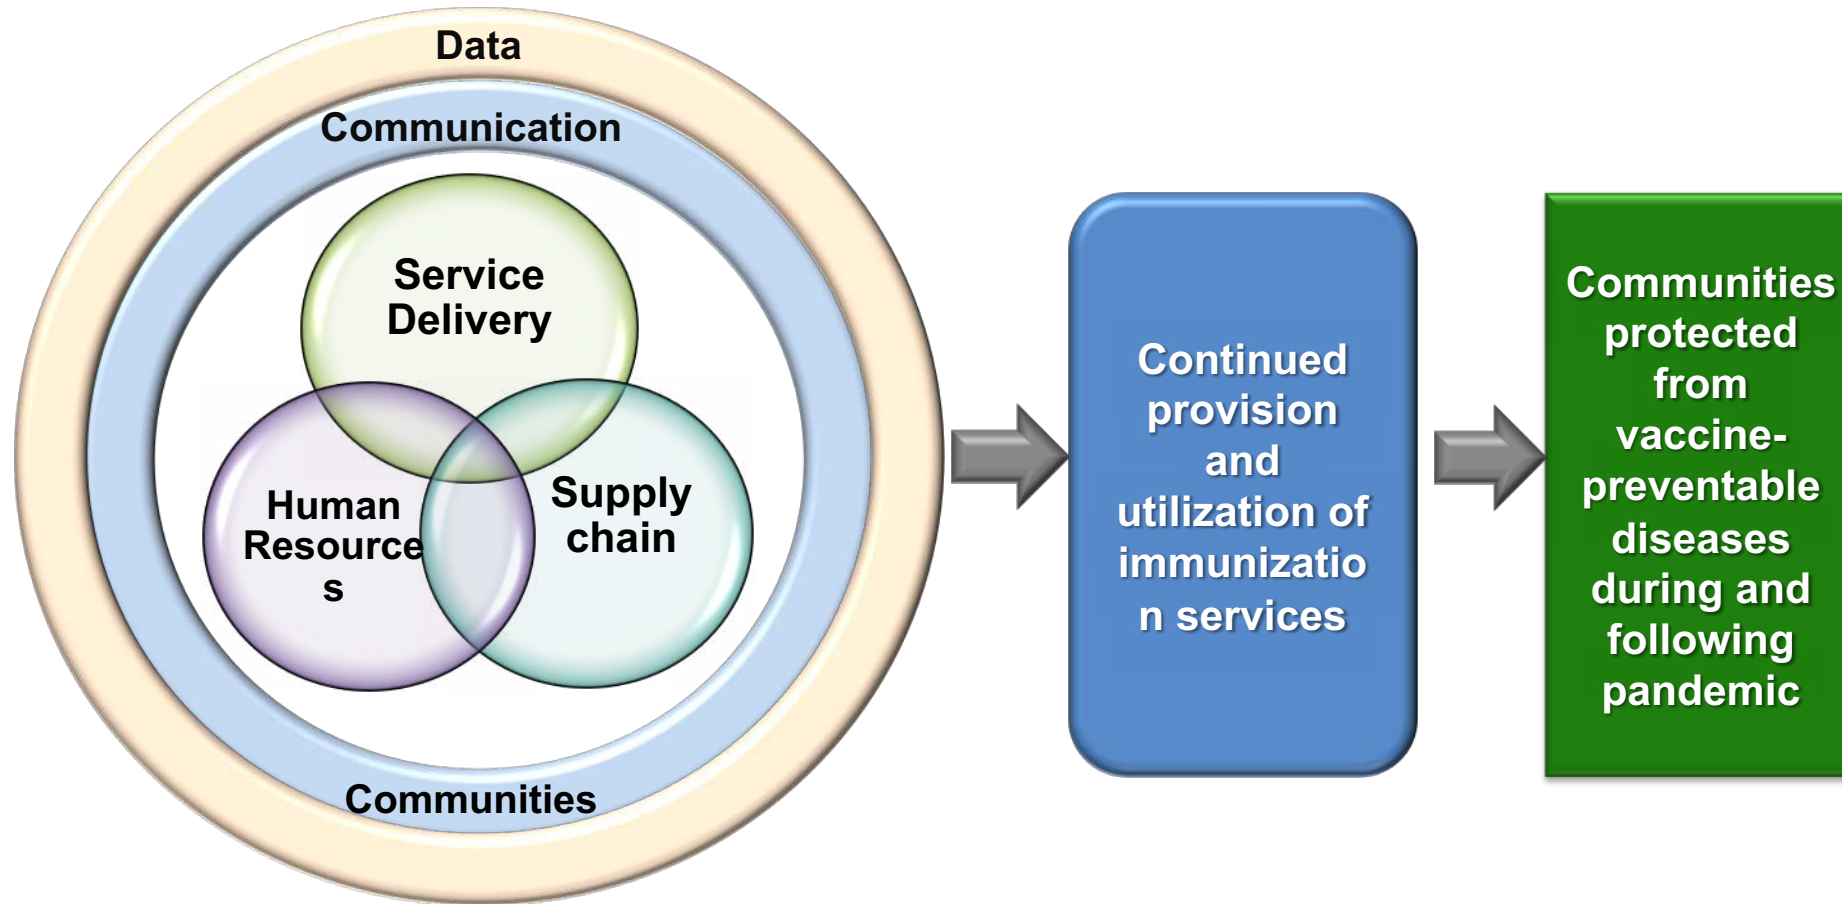 Data
Communication
Service
Delivery
Human
Resource
s
Supply
chain
Communities
Continued
provision
and
utilization of
immunizatio
n services
Communities
protected
from
vaccine-
preventable
diseases
during and
following
pandemic